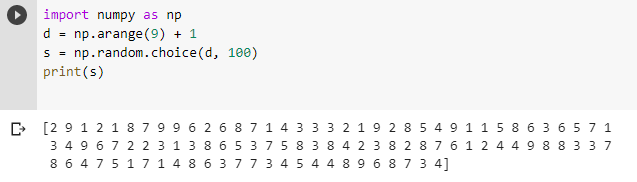 import numpy as np
d = np.arange(9) + 1
s = np.random.choice(d, 100)
print(s)
[2 9 1 2 1 8 7 9 9 6 2 6 8 7 1 4 3 3 3 2 1 9 2 8 5 4 9 1 1 5 8 6 3 6 5 7 1
3 4 9 6 7 2 2 3 1 3 8 6 5 3 7 5 8 3 8 4 2 3 8 2 8 7 6 1 2 4 4 9 8 8 3 3 7
8 6 4 7 5 1 7 1 4 8 6 3 7 7 3 4 5 4 4 8 9 6 8 7 3 4]